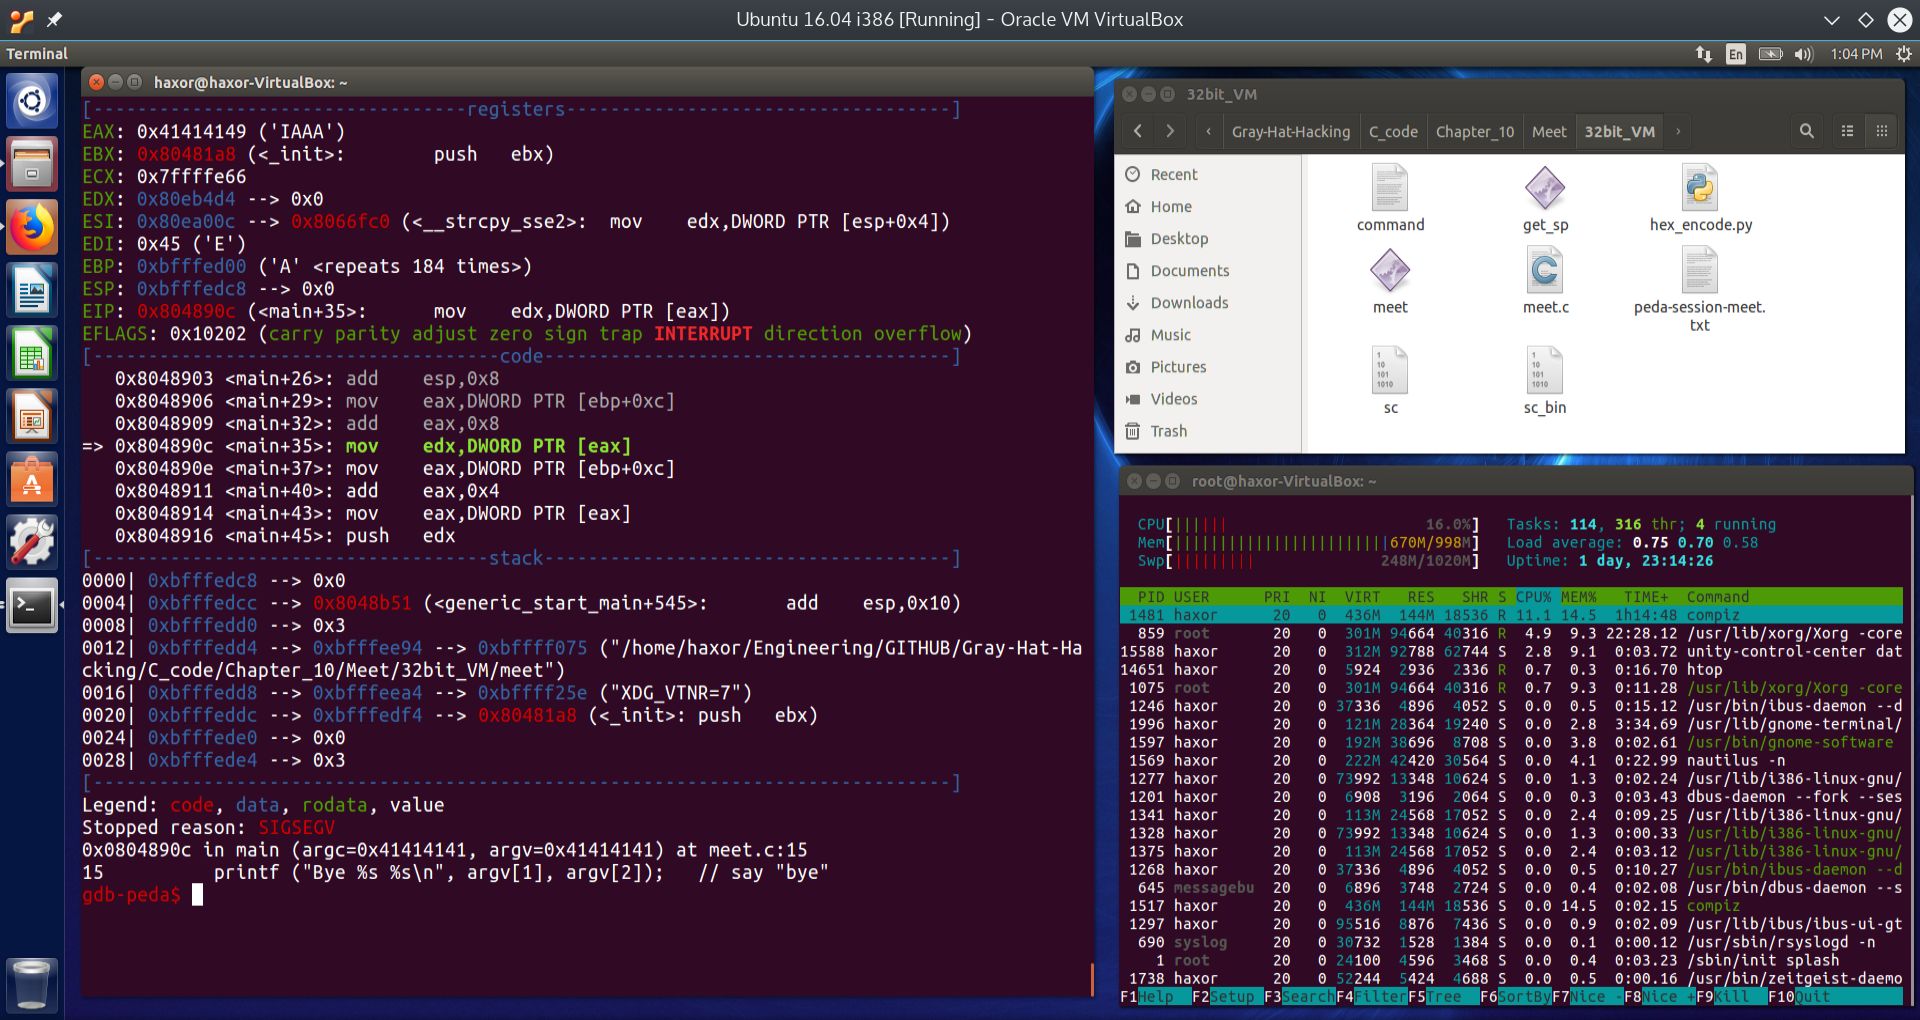 Ubuntu 16.04 i386 [Running] - Oracle VM VirtualBox
Terminal
En
1:04 PM
haxor@haxor-VirtualBox: ~
[----------------------------------registers-----------------------------------]
EAX: 0x41414149 ('IAAA')
EBX: 0x80481a8 (<_init>:        push   ebx)
ECX: 0x7ffffe66
EDX: 0x80eb4d4 --> 0x0
ESI: 0x80ea00c --> 0x8066fc0 (<__strcpy_sse2>:  mov    edx,DWORD PTR [esp+0x4])
EDI: 0x45 ('E')
EBP: 0xbfffed00 ('A' <repeats 184 times>)
ESP: 0xbfffedc8 --> 0x0
EIP: 0x804890c (<main+35>:      mov    edx,DWORD PTR [eax])
EFLAGS: 0x10202 (carry parity adjust zero sign trap INTERRUPT direction overflow)
[-------------------------------------code-------------------------------------]
   0x8048903 <main+26>: add    esp,0x8
   0x8048906 <main+29>: mov    eax,DWORD PTR [ebp+0xc]
   0x8048909 <main+32>: add    eax,0x8
=> 0x804890c <main+35>: mov    edx,DWORD PTR [eax]
   0x804890e <main+37>: mov    eax,DWORD PTR [ebp+0xc]
   0x8048911 <main+40>: add    eax,0x4
   0x8048914 <main+43>: mov    eax,DWORD PTR [eax]
   0x8048916 <main+45>: push   edx
[------------------------------------stack-------------------------------------]
0000| 0xbfffedc8 --> 0x0
0004| 0xbfffedcc --> 0x8048b51 (<generic_start_main+545>:       add    esp,0x10)
0008| 0xbfffedd0 --> 0x3
0012| 0xbfffedd4 --> 0xbfffee94 --> 0xbffff075 ("/home/haxor/Engineering/GITHUB/Gray-Hat-Ha
cking/C_code/Chapter_10/Meet/32bit_VM/meet")
0016| 0xbfffedd8 --> 0xbfffeea4 --> 0xbffff25e ("XDG_VTNR=7")
0020| 0xbfffeddc --> 0xbfffedf4 --> 0x80481a8 (<_init>: push   ebx)
0024| 0xbfffede0 --> 0x0
0028| 0xbfffede4 --> 0x3
[------------------------------------------------------------------------------]
Legend: code, data, rodata, value
Stopped reason: SIGSEGV
0x0804890c in main (argc=0x41414141, argv=0x41414141) at meet.c:15
15          printf ("Bye %s %s\n", argv[1], argv[2]);   // say "bye"
gdb-peda$
32bit_VM
Gray-Hat-Hacking C_code Chapter_10 Meet 32bit_VM
Recent
Home
Desktop
Documents
Downloads
Music
Pictures
Videos
Trash
command get_sp hex_encode.py
meet meet.c peda-session-meet.
txt
sc sc_bin
root@haxor-VirtualBox: ~
CPU[|||||| 16.0%] Tasks: 114, 316 thr; 4 running
Mem[||||||||||||||||||||||||670M/998M] Load average: 0.75 0.70 0.58
Swp[||||||||| 248M/1020M] Uptime: 1 day, 23:14:26
PID USER PRI NI VIRT RES SHR S CPU% MEM% TIME+ Command
1481 haxor 20 0 436M 144M 18536 R 11.1 14.5 1h14:48 compiz
859 root 20 0 301M 94664 40316 R 4.9 9.3 22:28.12 /usr/lib/xorg/Xorg -core
15588 haxor 20 0 312M 92788 62744 S 2.8 9.1 0:03.72 unity-control-center dat
14651 haxor 20 0 5924 2936 2336 R 0.7 0.3 0:16.70 htop
1075 root 20 0 301M 94664 40316 R 0.7 9.3 0:11.28 /usr/lib/xorg/Xorg -core
1246 haxor 20 0 37336 4896 4052 S 0.0 0.5 0:15.12 /usr/bin/ibus-daemon --d
1996 haxor 20 0 121M 28364 19240 S 0.0 2.8 3:34.69 /usr/lib/gnome-terminal/
1597 haxor 20 0 192M 38696 8708 S 0.0 3.8 0:02.61 /usr/bin/gnome-software
1569 haxor 20 0 222M 42420 30564 S 0.0 4.1 0:22.99 nautilus -n
1277 haxor 20 0 73992 13348 10624 S 0.0 1.3 0:02.24 /usr/lib/i386-linux-gnu/
1201 haxor 20 0 6908 3196 2064 S 0.0 0.3 0:03.43 dbus-daemon --fork --ses
1341 haxor 20 0 113M 24568 17052 S 0.0 2.4 0:09.25 /usr/lib/i386-linux-gnu/
1328 haxor 20 0 73992 13348 10624 S 0.0 1.3 0:00.33 /usr/lib/i386-linux-gnu/
1375 haxor 20 0 113M 24568 17052 S 0.0 2.4 0:03.12 /usr/lib/i386-linux-gnu/
1268 haxor 20 0 37336 4896 4052 S 0.0 0.5 0:10.27 /usr/bin/ibus-daemon --d
645 messagebu 20 0 6896 3748 2724 S 0.0 0.4 0:02.08 /usr/bin/dbus-daemon --s
1517 haxor 20 0 436M 144M 18536 S 0.0 14.5 0:02.15 compiz
1297 haxor 20 0 95516 8876 7436 S 0.0 0.9 0:02.09 /usr/lib/ibus/ibus-ui-gt
690 syslog 20 0 30732 1528 1384 S 0.0 0.1 0:00.12 /usr/sbin/rsyslogd -n
1 root 20 0 24100 4596 3468 S 0.0 0.4 0:03.23 /sbin/init splash
1738 haxor 20 0 52244 5424 4688 S 0.0 0.5 0:00.16 /usr/bin/zeitgeist-daemo
F1Help F2Setup F3SearchF4FilterF5Tree F6SortByF7Nice -F8Nice +F9Kill F10Quit